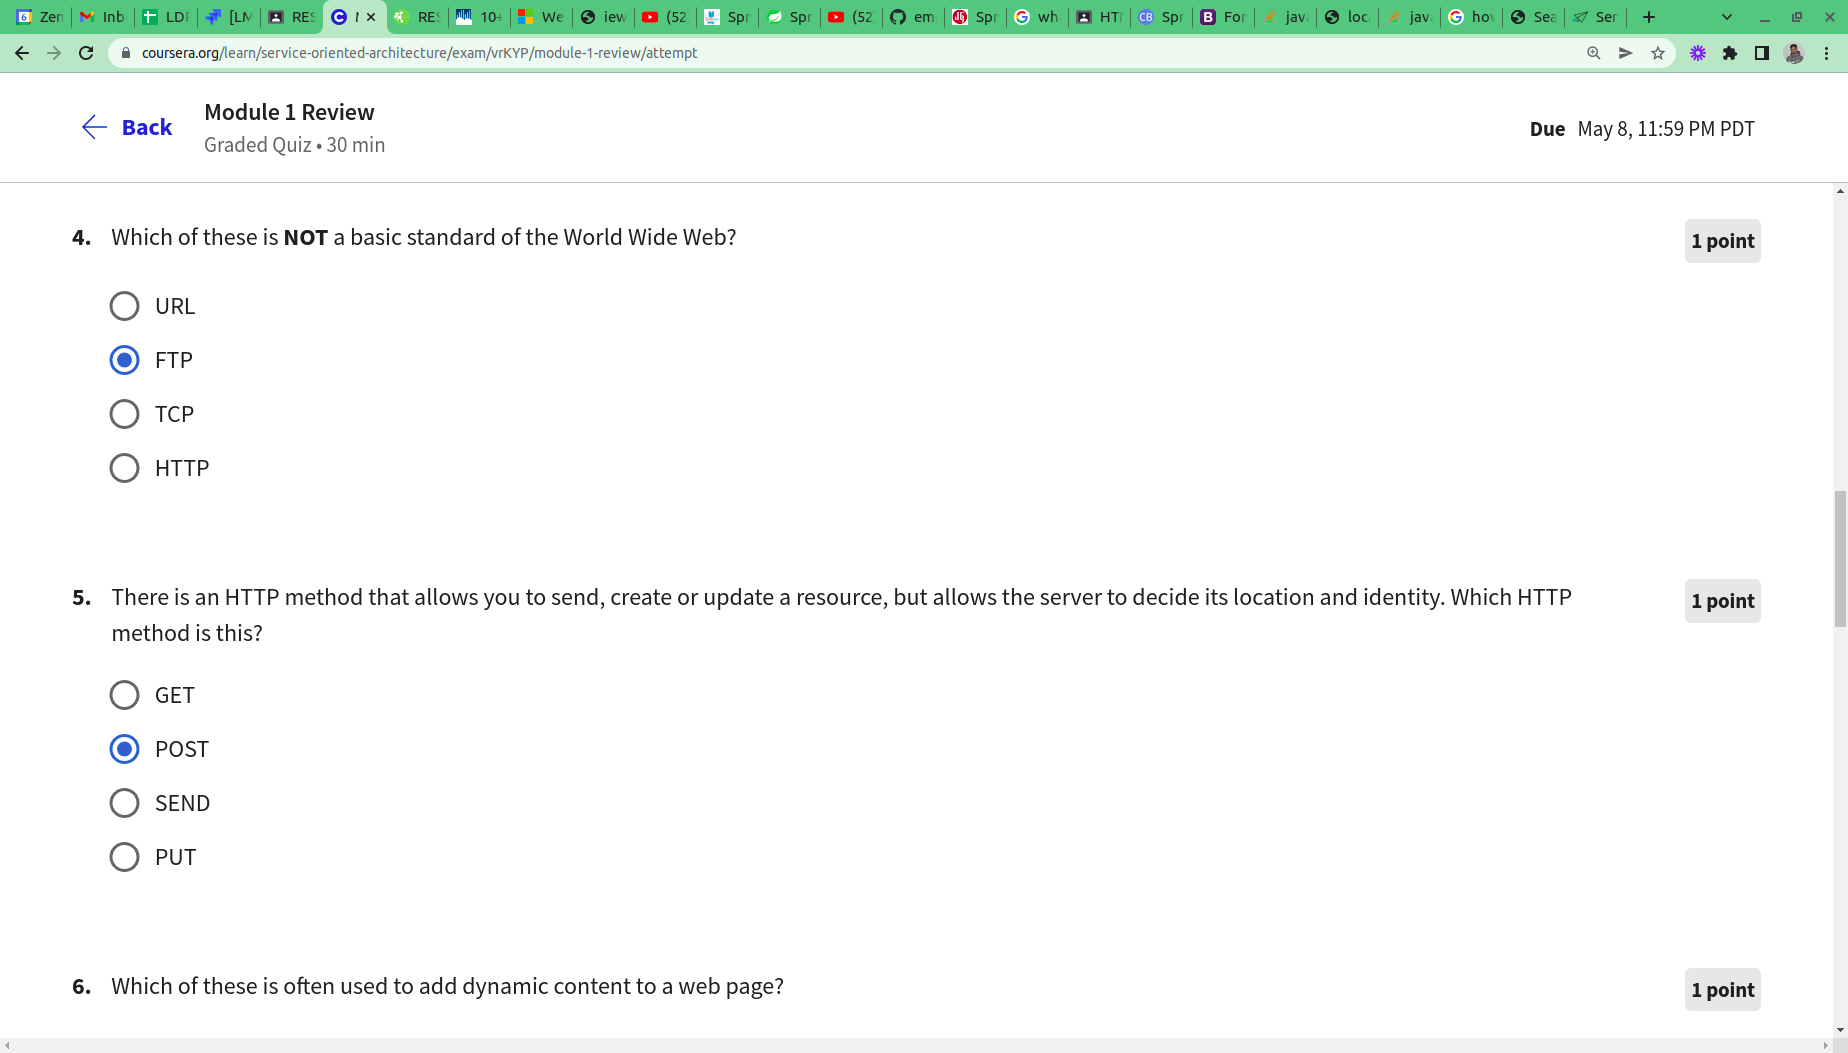 Zen Inb LDP [LM RES RES 10+ We iew (52 Spr Spr (52 em Spr wh HT Spr For java loc jav hov Sea Ser
coursera.org/learn/service-oriented-architecture/exam/vrKYP/module-1-review/attempt
Back
Module 1 Review
Graded Quiz • 30 min
Due May 8, 11:59 PM PDT
4. Which of these is NOT a basic standard of the World Wide Web?
1 point
URL
FTP
TCP
HTTP
5. There is an HTTP method that allows you to send, create or update a resource, but allows the server to decide its location and identity. Which HTTP
method is this?
1 point
GET
POST
SEND
PUT
6. Which of these is often used to add dynamic content to a web page?
1 point